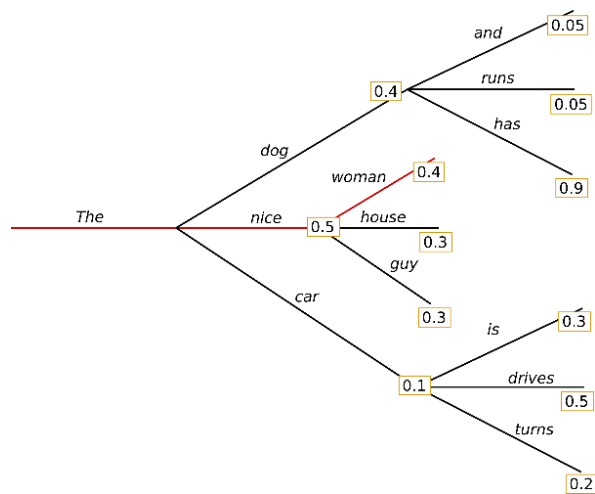 and
0.05
0.4
runs
0.05
has
dog
woman
0.4
0.9
The
nice
0.5
house
0.3
guy
car
0.3
is
0.3
0.1
drives
0.5
turns
0.2